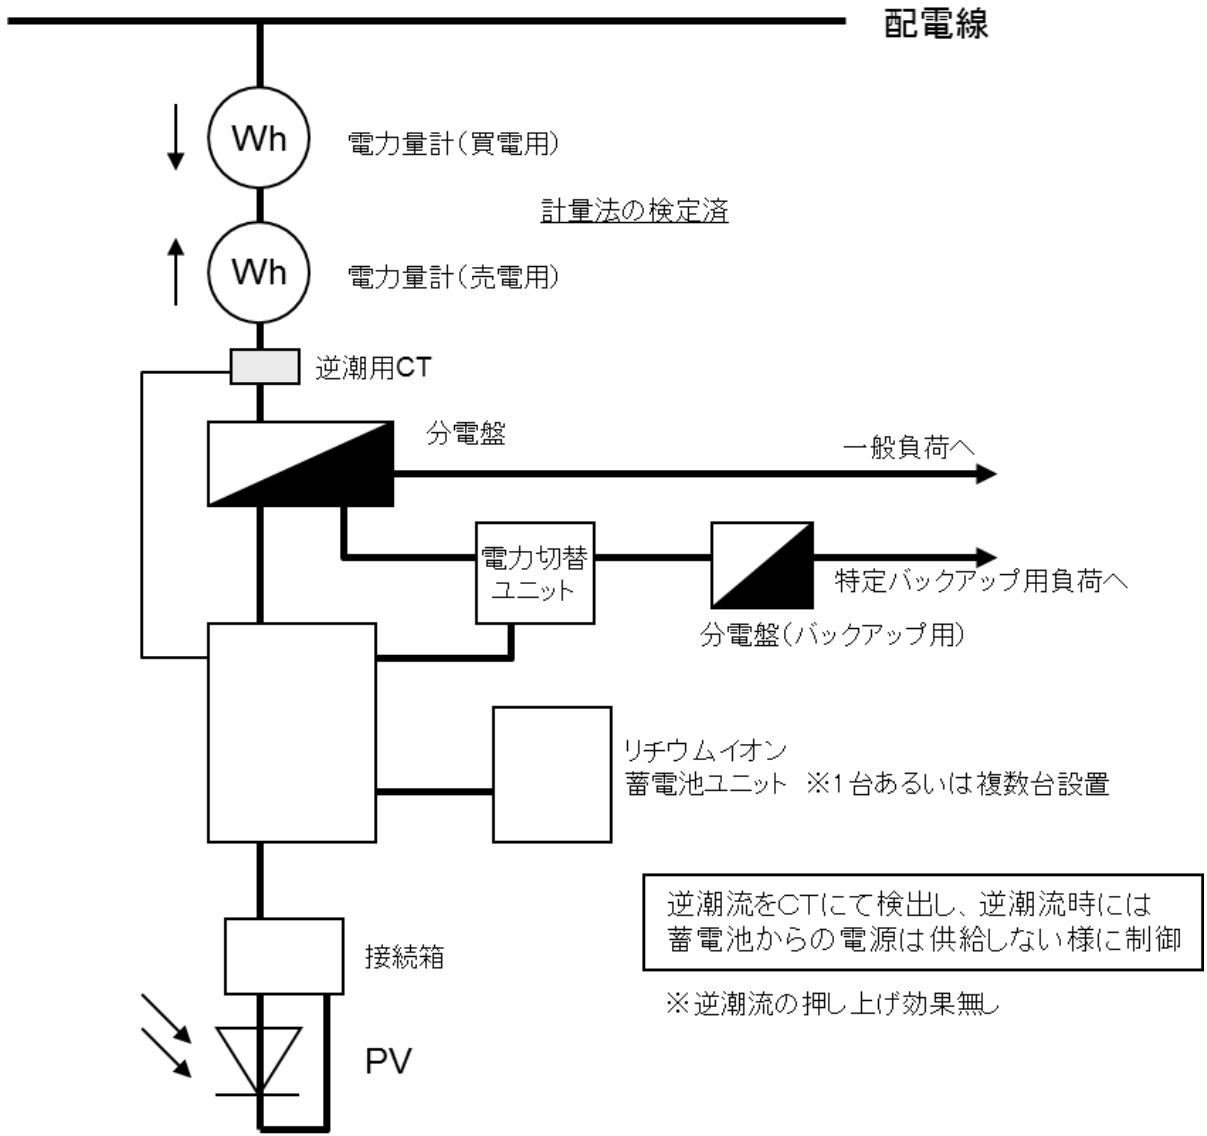 配電線
Wh
電力量計(買電用)
計量法の検定済
Wh
電力量計(売電用)
逆潮用CT
分電盤
一般負荷へ
電力切替
ユニット
特定バックアップ用負荷へ
分電盤(バックアップ用)
リチウムイオン
蓄電池ユニット ※1台あるいは複数台設置
逆潮流をCTにて検出し、逆潮流時には
蓄電池からの電源は供給しない様に制御
接続箱
※逆潮流の押し上げ効果無し
PV